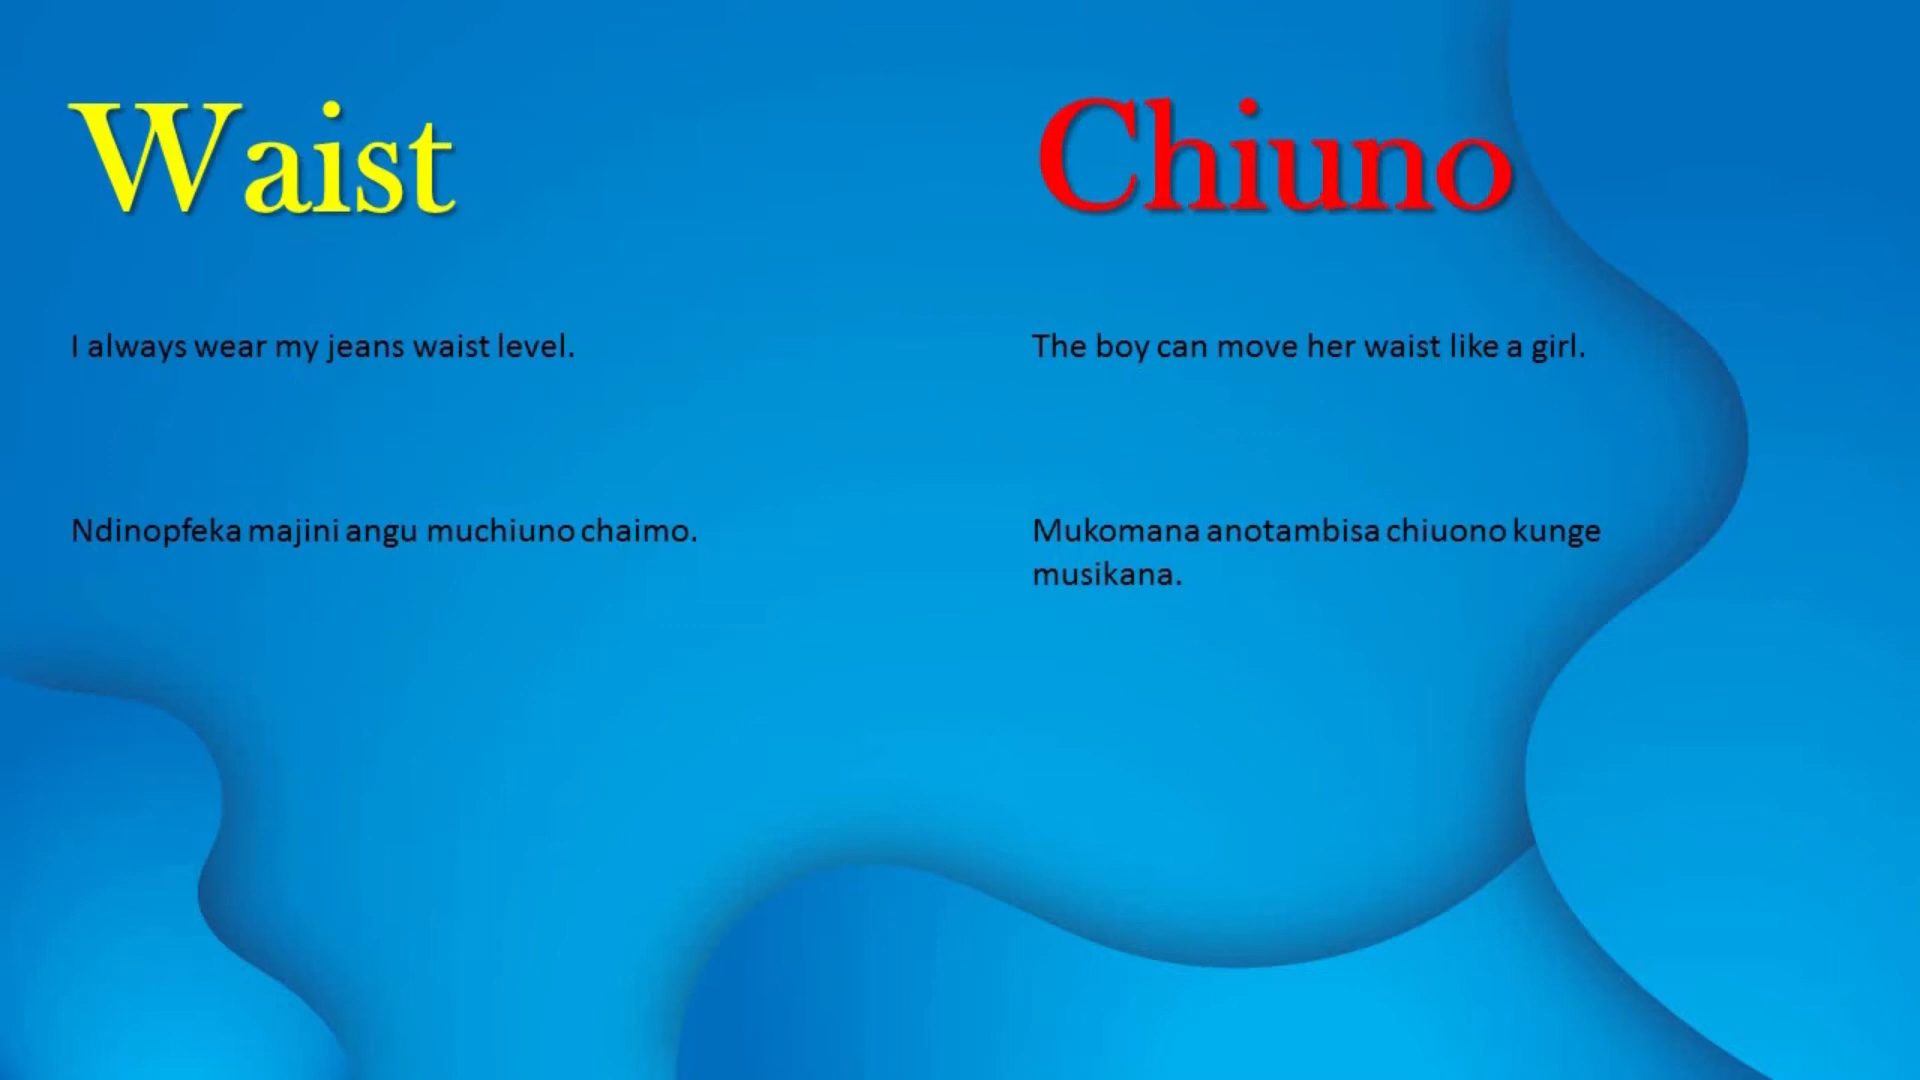 Waist
Chiuno
I always wear my jeans waist level.
The boy can move her waist like a girl.
Ndinopfeka majini angu muchiuno chaimo.
Mukomana anotambisa chiuono kunge
musikana.